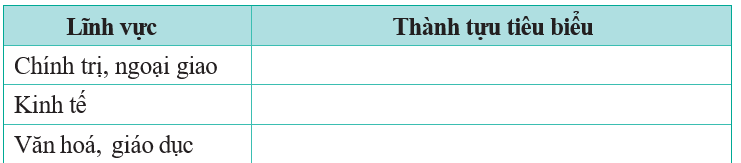 Lĩnh vực Thành tựu tiêu biểu
Chính trị, ngoại giao
Kinh tế
Văn hoá, giáo dục